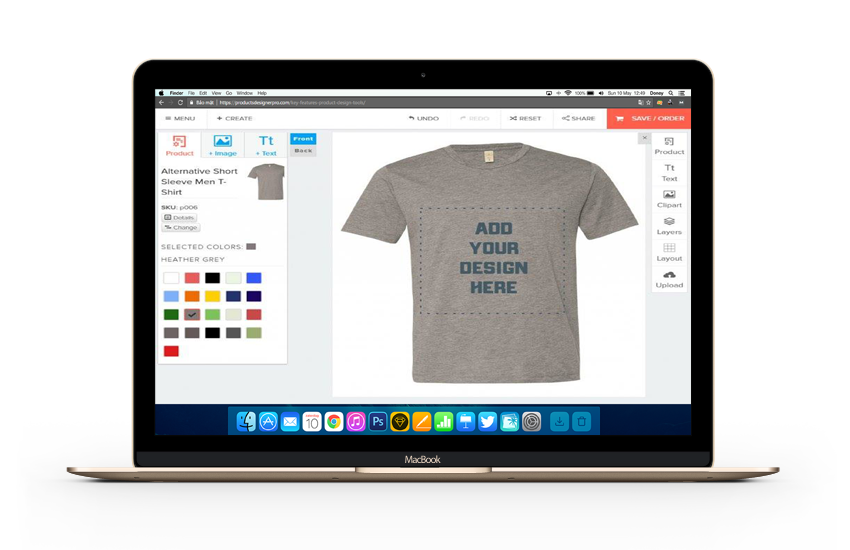 Finder File Edit View Go Window Help
100% Sun 10 May 12:49 Doney
Bảo mật | https://productsdesignerpro.com/key-features-product-design-tools/
MENU + CREATE UNDO REDO RESET SHARE SAVE / ORDER
Product
+ Image
Tt
+ Text
Front
Back
Alternative Short
Sleeve Men T-
Shirt
SKU: p006
Details
Change
SELECTED COLORS:
HEATHER GREY
ADD
YOUR
DESIGN
HERE
Product
Tt
Text
Clipart
Layers
Layout
Upload
10
Ps
MacBook